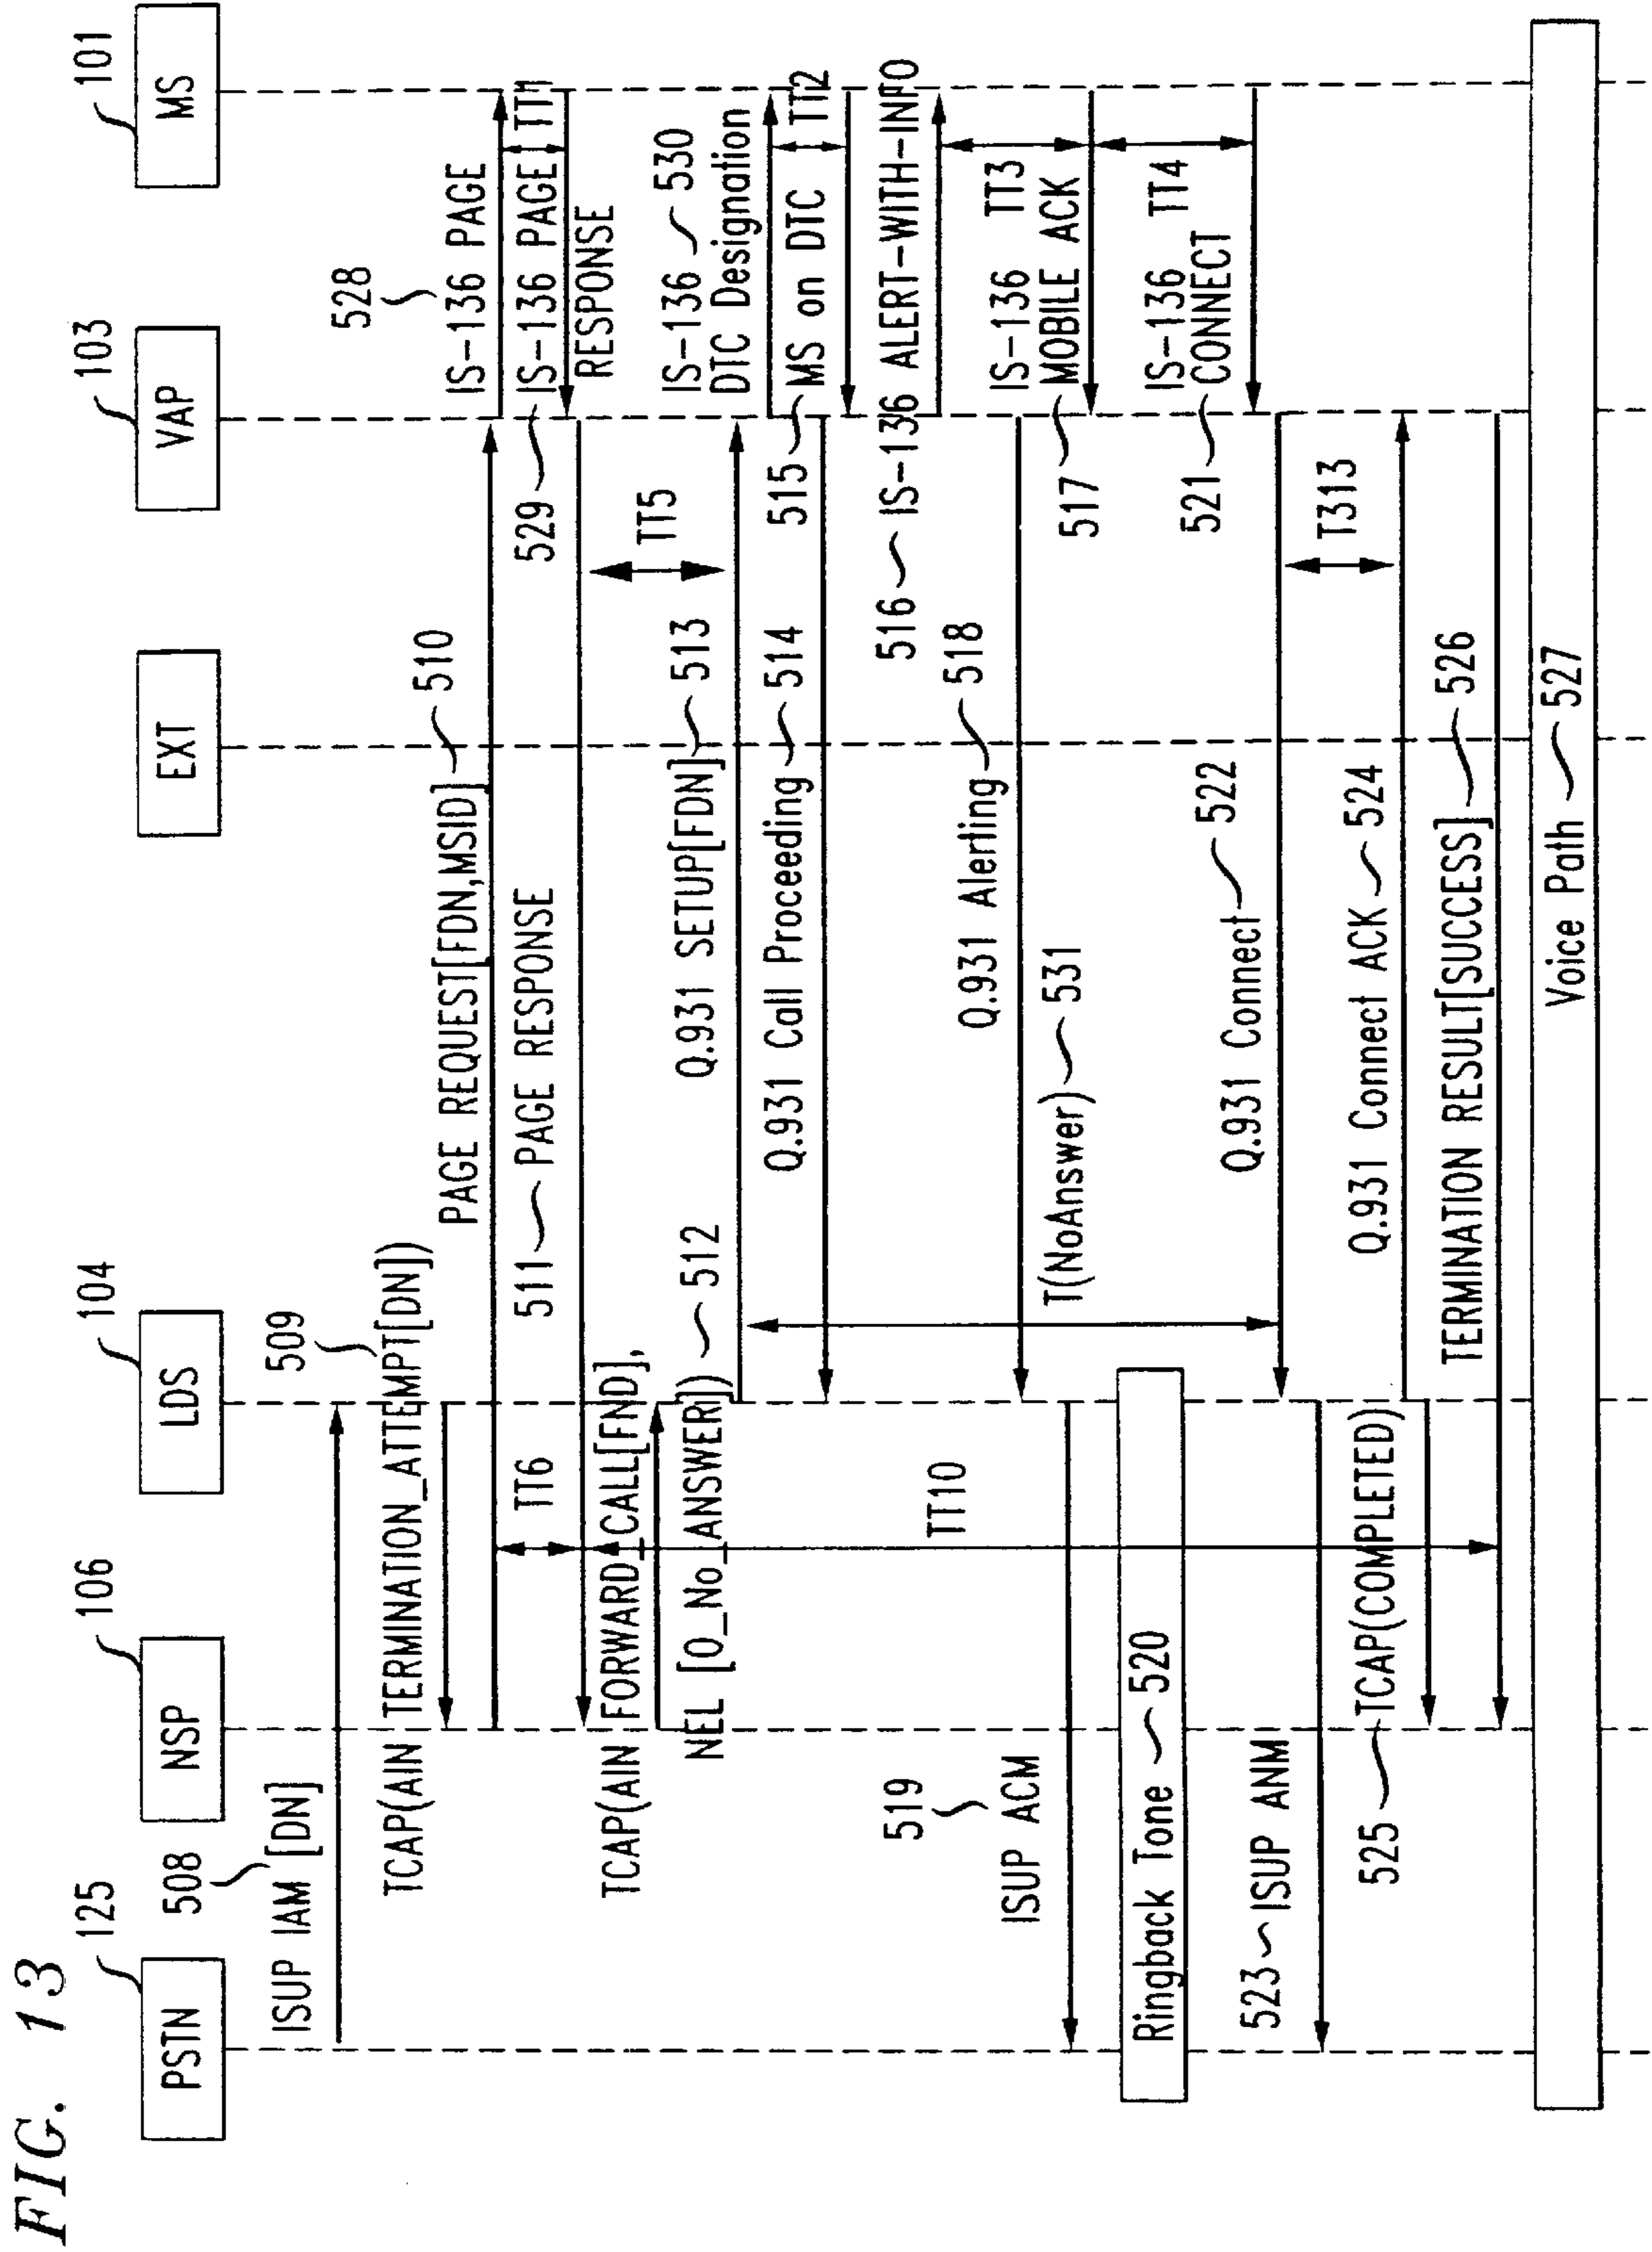 FIG. 13
PSTN
125
NSP
106
LDS
104
EXT
VAP
103
MS
101
508
ISUP IAM [DN]
509
TCAP(AIN TERMINATION_ATTEMPT[DN])
PAGE REQUEST[FDN,MSID]
510
528
IS-136 PAGE
TT6
511
PAGE RESPONSE
529
IS-136 PAGE
RESPONSE
TT1
TCAP(AIN FORWARD_CALL[FND],
NEL [O_No_ANSWER])
512
TT5
Q.931 SETUP[FDN]
513
IS-136
530
DTC Designation
Q.931 Call Proceeding
514
515
MS on DTC
TT2
516
IS-136 ALERT-WITH-INFO
Q.931 Alerting
518
IS-136
MOBILE ACK
TT3
517
T(NoAnswer)
531
TT10
519
ISUP ACM
Ringback Tone
520
IS-136
CONNECT
TT4
521
Q.931 Connect
522
523
ISUP ANM
T313
Q.931 Connect ACK
524
525
TCAP(COMPLETED)
TERMINATION RESULT[SUCCESS]
526
Voice Path
527